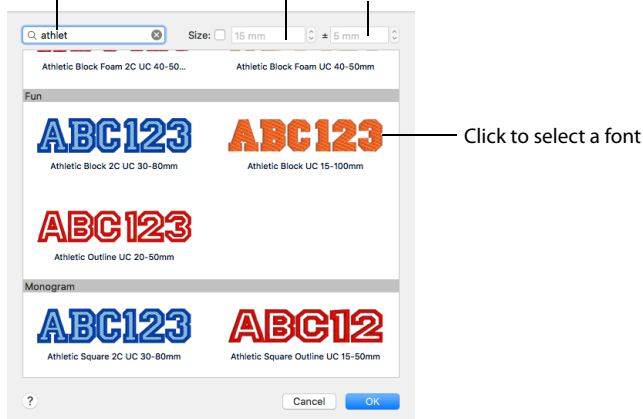 athlet Size: 15 mm ± 5 mm
Athletic Block Foam 2C UC 40-50... Athletic Block Foam UC 40-50mm
Fun
ABC123 ABC123 Click to select a font
Athletic Block 2C UC 30-80mm Athletic Block UC 15-100mm
ABC123
Athletic Outline UC 20-50mm
Monogram
ABC123 ABC12
Athletic Square 2C UC 30-80mm Athletic Square Outline UC 15-50mm
? Cancel OK